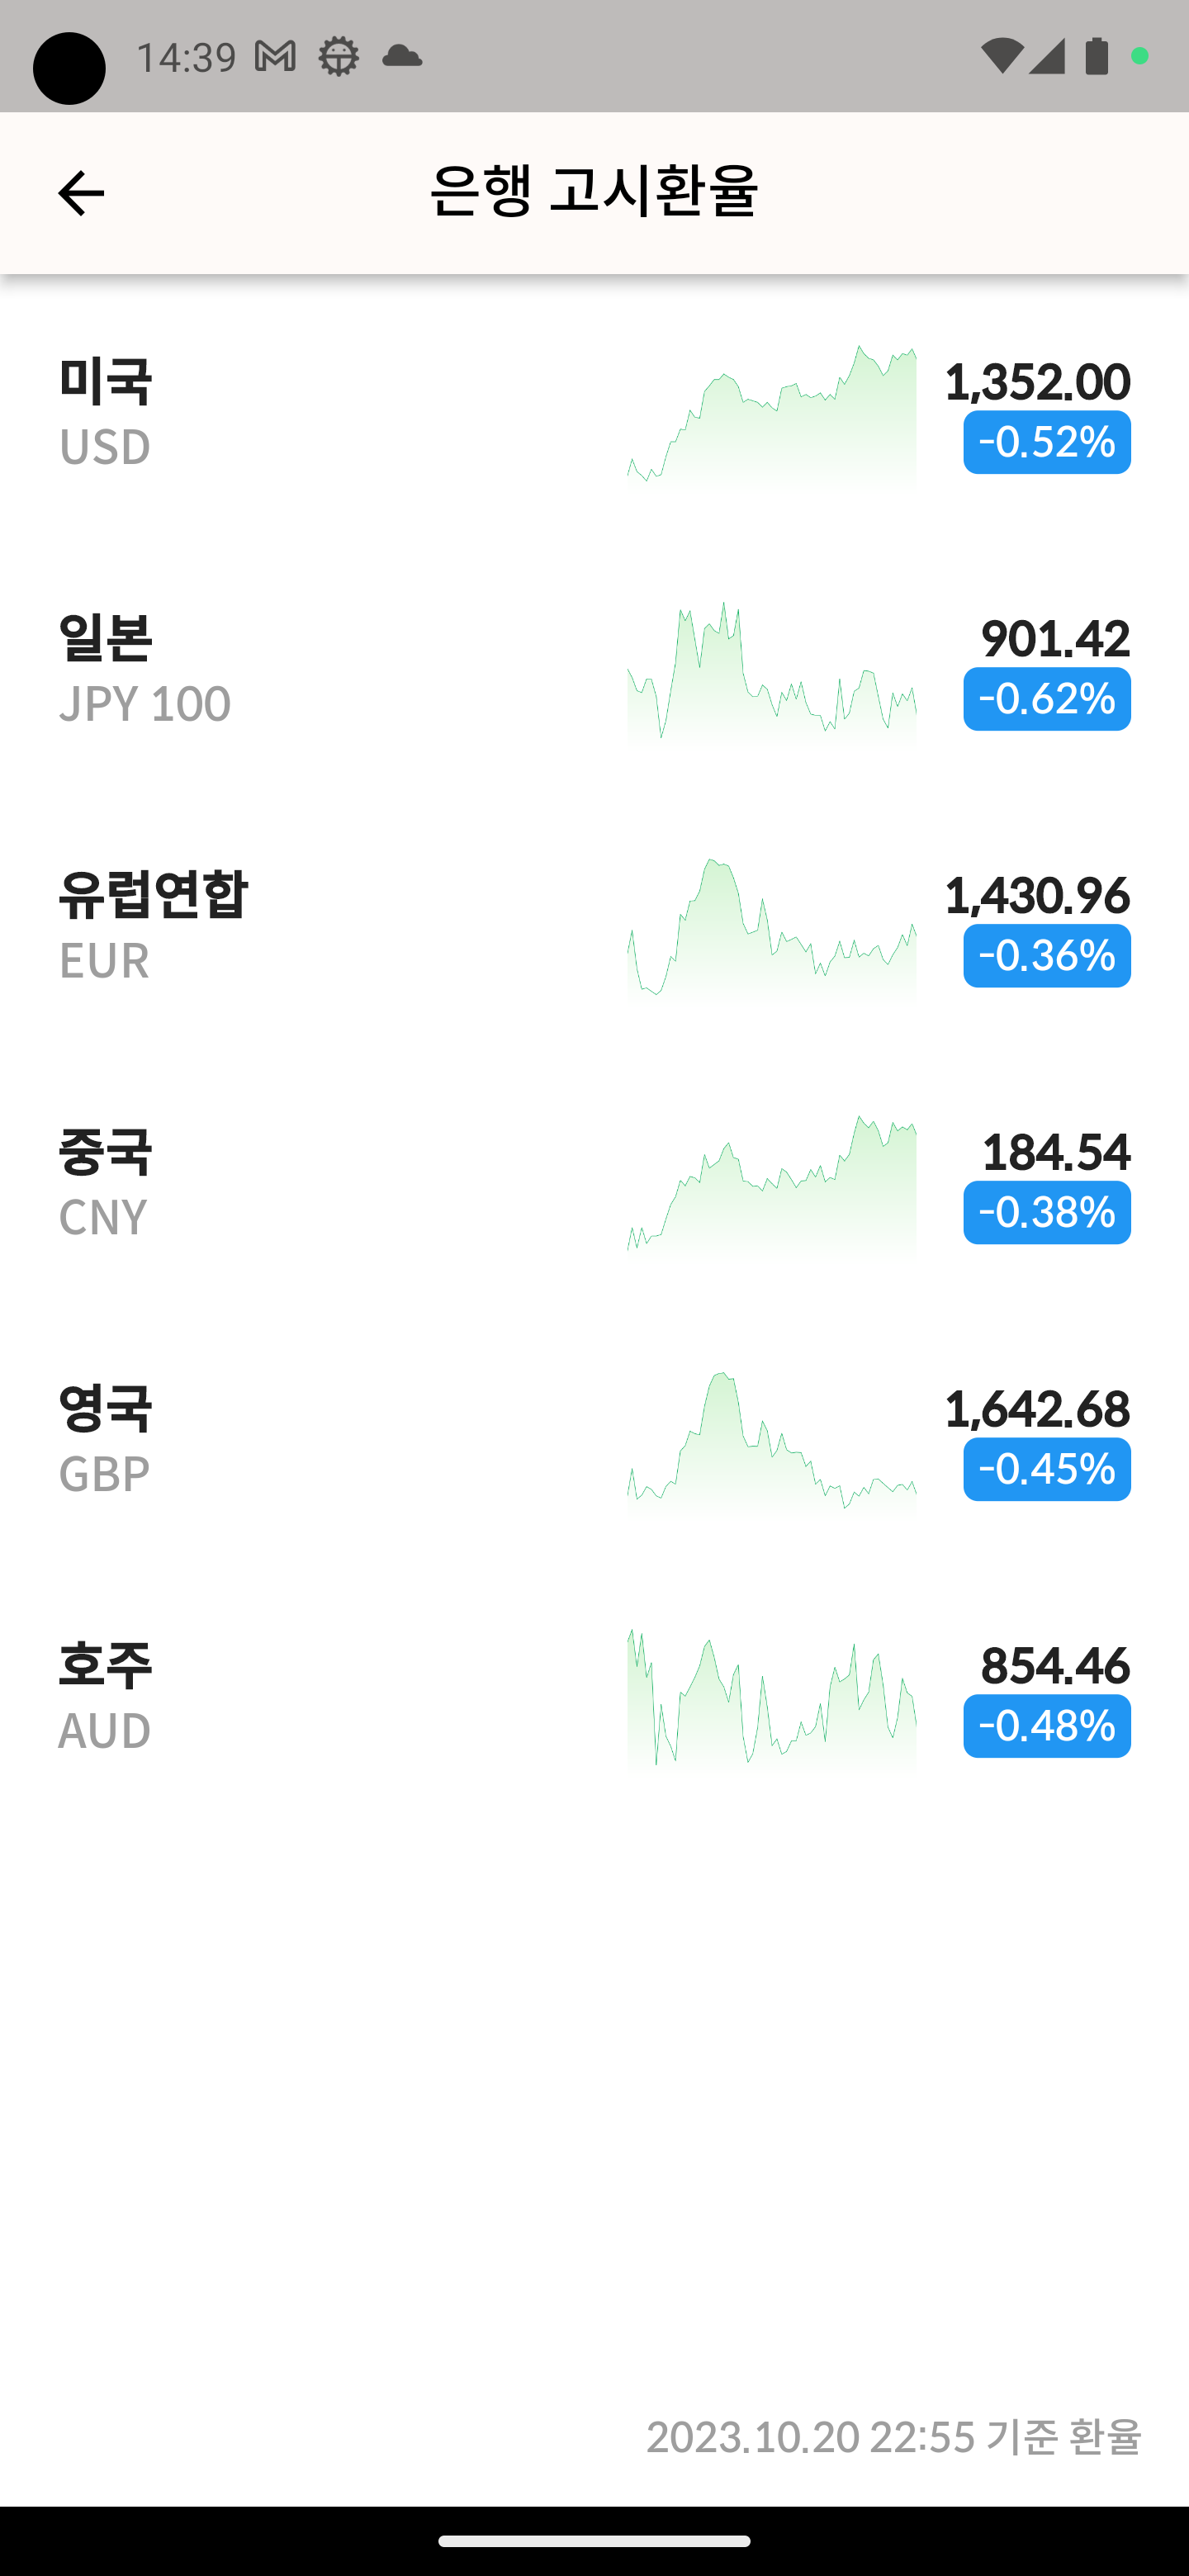 14:39
은행 고시환율
미국
USD
1,352.00
-0.52%
일본
JPY 100
901.42
-0.62%
유럽연합
EUR
1,430.96
-0.36%
중국
CNY
184.54
-0.38%
영국
GBP
1,642.68
-0.45%
호주
AUD
854.46
-0.48%
2023.10.20 22:55 기준 환율